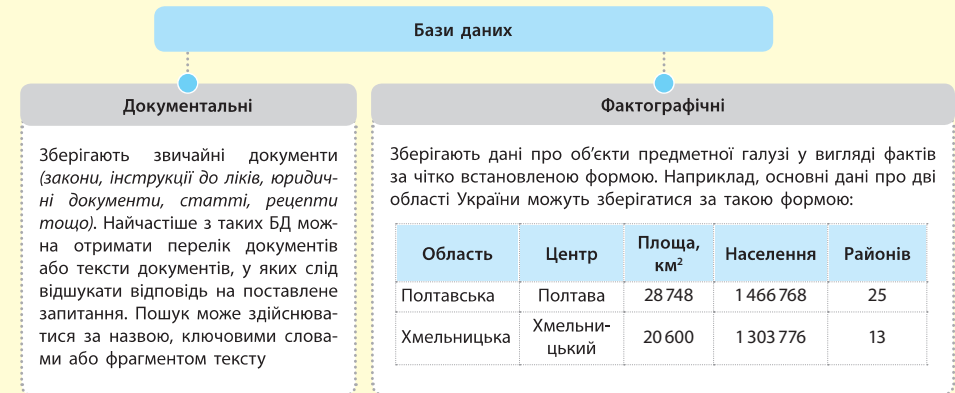 Бази даних
Документальні
Зберігають звичайні документи
(закони, інструкції до ліків, юридич-
ні документи, статті, рецепти
тощо). Найчастіше з таких БД мож-
на отримати перелік документів
або тексти документів, у яких слід
відшукати відповідь на поставлене
запитання. Пошук може здійснюва-
тися за назвою, ключовими слова-
ми або фрагментом тексту
Фактографічні
Зберігають дані про об’єкти предметної галузі у вигляді фактів
за чітко встановленою формою. Наприклад, основні дані про дві
області України можуть зберігатися за такою формою:
Область Центр Площа, км² Населення Районів
Полтавська Полтава 28 748 1 466 768 25
Хмельницька Хмельни-цький 20 600 1 303 776 13